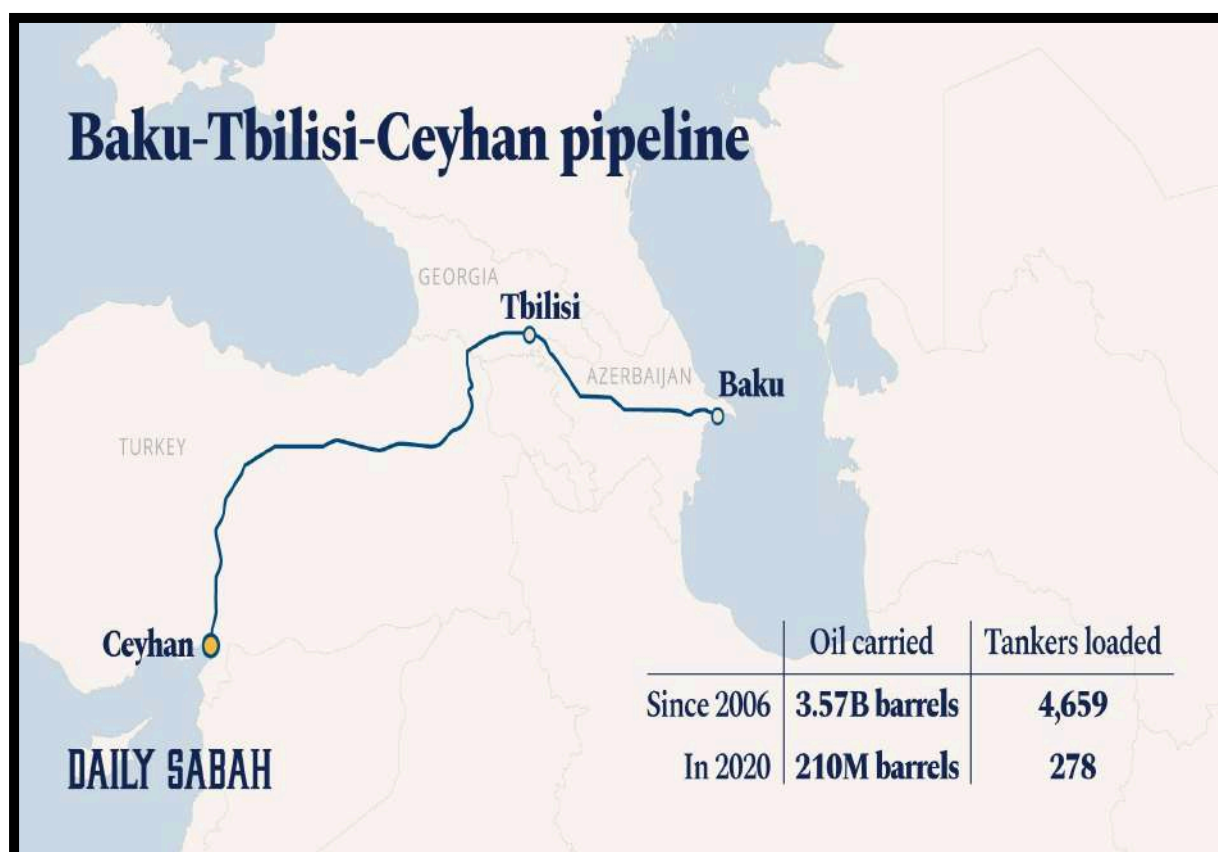 Baku-Tbilisi-Ceyhan pipeline
GEORGIA
Tbilisi
AZERBAIJAN
Baku
TURKEY
Ceyhan
Oil carried Tankers loaded
Since 2006 3.57B barrels 4,659
In 2020 210M barrels 278
DAILY SABAH